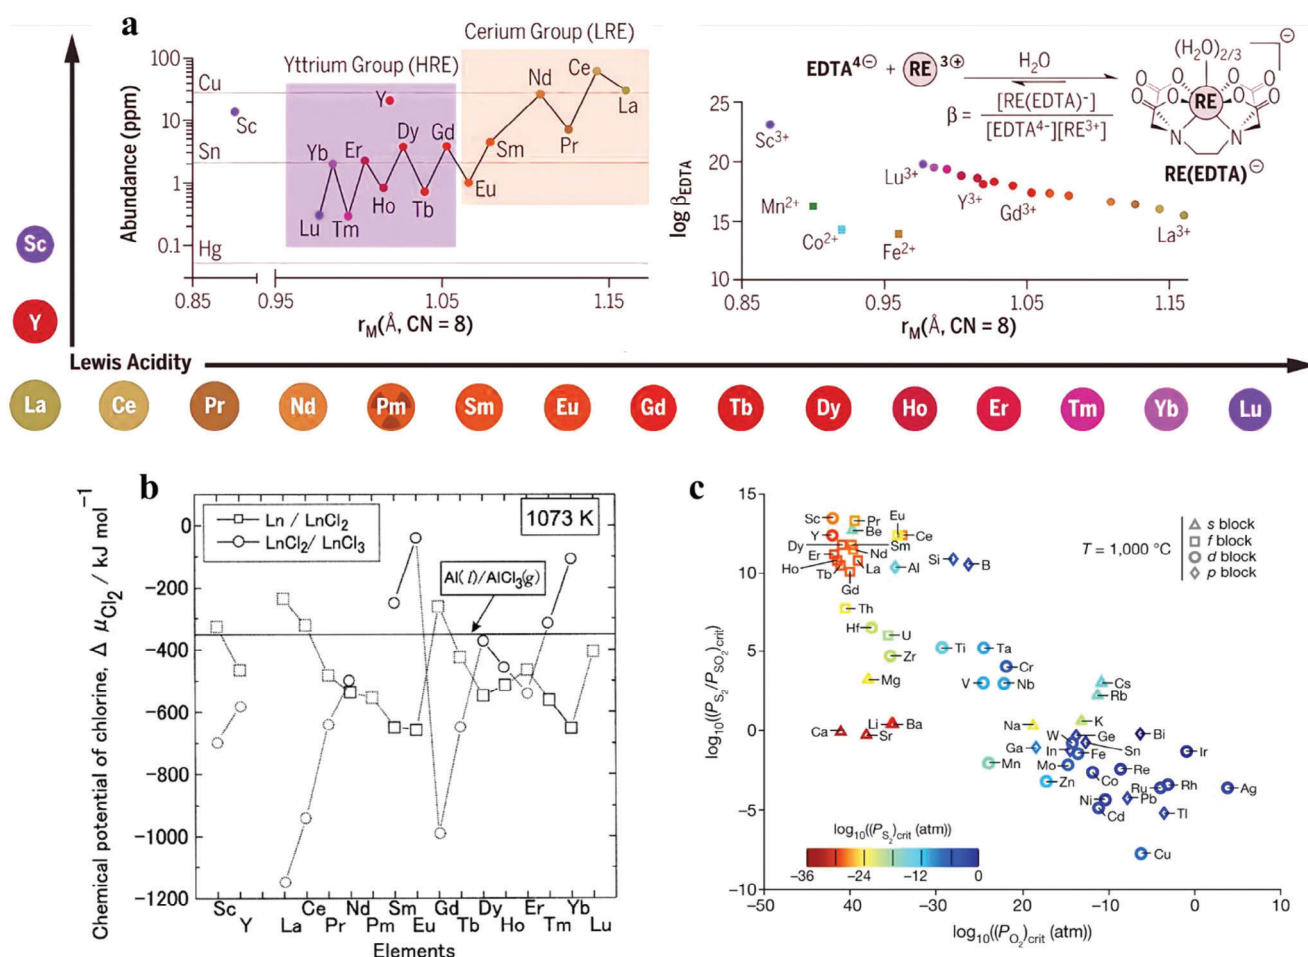 a
Cerium Group (LRE)
Yttrium Group (HRE)
Abundance (ppm)
100
10
1
0.1
Cu
Sn
Hg
Sc
Y
Ce
Nd
La
Pr
Sm
Eu
Yb
Er
Dy
Gd
Lu
Tm
Ho
Tb
0.85 0.95 1.05 1.15
rM(Å, CN = 8)
EDTA4⊖ + RE 3⊕
H2O
β = [RE(EDTA)-]
[EDTA4-][RE3+]
(H2O)2/3
⊖
O O O O O O
RE
O O
N N
RE(EDTA)⊖
log βEDTA
25
20
15
10
Sc3+
Lu3+
Y3+
Gd3+
La3+
Mn2+
Co2+
Fe2+
0.85 0.95 1.05 1.15
rM(Å, CN = 8)
Sc
Y
Lewis Acidity
La Ce Pr Nd Pm Sm Eu Gd Tb Dy Ho Er Tm Yb Lu
b
Chemical potential of chlorine, Δ μCl2 / kJ mol−1
Ln / LnCl2
LnCl2/ LnCl3
1073 K
Al(l)/AlCl3(g)
0
-200
-400
-600
-800
-1000
-1200
Sc Ce Nd Sm Gd Dy Er Yb
Y La Pr Pm Eu Tb Ho Tm Lu
Elements
c
log10((PS2/PSO2)crit)
15
10
5
0
−5
−10
T = 1,000 °C
s block
f block
d block
p block
Sc
Pr
Be
Eu
Ce
Y
Dy
Sm
Er
Nd
Ho
Tb
La
Al
Gd
Si
B
Th
Hf
U
Zr
Ti
Ta
Cr
Mg
V
Nb
Cs
Rb
Ca
Li
Ba
Sr
Na
K
W
Ge
Bi
Ga
In
Sn
Fe
Ir
Mn
Mo
Re
Zn
Co
Ru
Rh
Ag
Ni
Pb
Cd
Tl
Cu
log10((PS2)crit (atm))
−36 −24 −12 0
−50 −40 −30 −20 −10 0 10
log10((PO2)crit (atm))